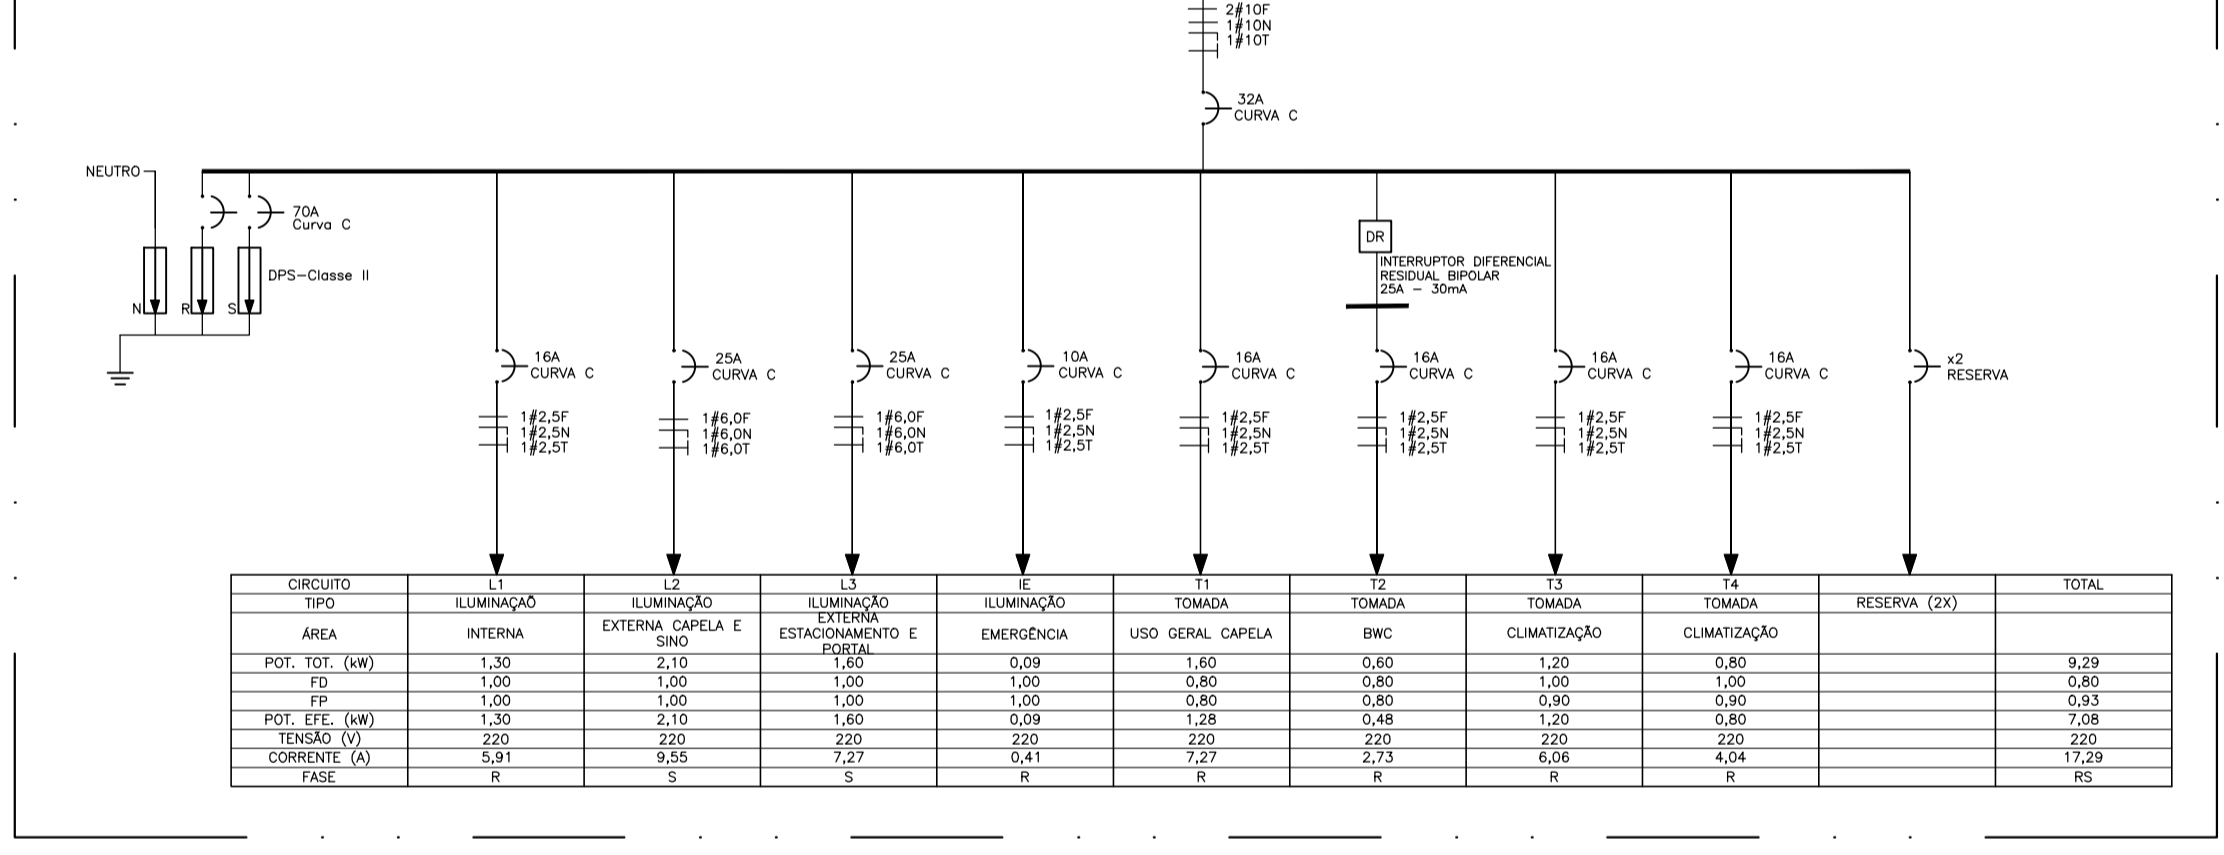 2#10F
1#10N
1#10T
32A
CURVA C
NEUTRO
70A
Curva C
DPS-Classe II
N R S
DR
INTERRUPTOR DIFERENCIAL
RESIDUAL BIPOLAR
25A - 30mA
16A
CURVA C
25A
CURVA C
25A
CURVA C
10A
CURVA C
16A
CURVA C
16A
CURVA C
16A
CURVA C
16A
CURVA C
x2
RESERVA
1#2,5F
1#2,5N
1#2,5T
1#6,0F
1#6,0N
1#6,0T
1#6,0F
1#6,0N
1#6,0T
1#2,5F
1#2,5N
1#2,5T
1#2,5F
1#2,5N
1#2,5T
1#2,5F
1#2,5N
1#2,5T
1#2,5F
1#2,5N
1#2,5T
1#2,5F
1#2,5N
1#2,5T
CIRCUITO L1 L2 L3 IE T1 T2 T3 T4 TOTAL
TIPO ILUMINAÇAÕ ILUMINAÇÃO ILUMINAÇÃO ILUMINAÇÃO TOMADA TOMADA TOMADA TOMADA RESERVA (2X)
ÁREA INTERNA EXTERNA CAPELA E SINO EXTERNA ESTACIONAMENTO E PORTAL EMERGÊNCIA USO GERAL CAPELA BWC CLIMATIZAÇÃO CLIMATIZAÇÃO
POT. TOT. (kW) 1,30 2,10 1,60 0,09 1,60 0,60 1,20 0,80 9,29
FD 1,00 1,00 1,00 1,00 0,80 0,80 1,00 1,00 0,80
FP 1,00 1,00 1,00 1,00 0,80 0,80 0,90 0,90 0,93
POT. EFE. (kW) 1,30 2,10 1,60 0,09 1,28 0,48 1,20 0,80 7,08
TENSÃO (V) 220 220 220 220 220 220 220 220 220
CORRENTE (A) 5,91 9,55 7,27 0,41 7,27 2,73 6,06 4,04 17,29
FASE R S S R R R R R RS